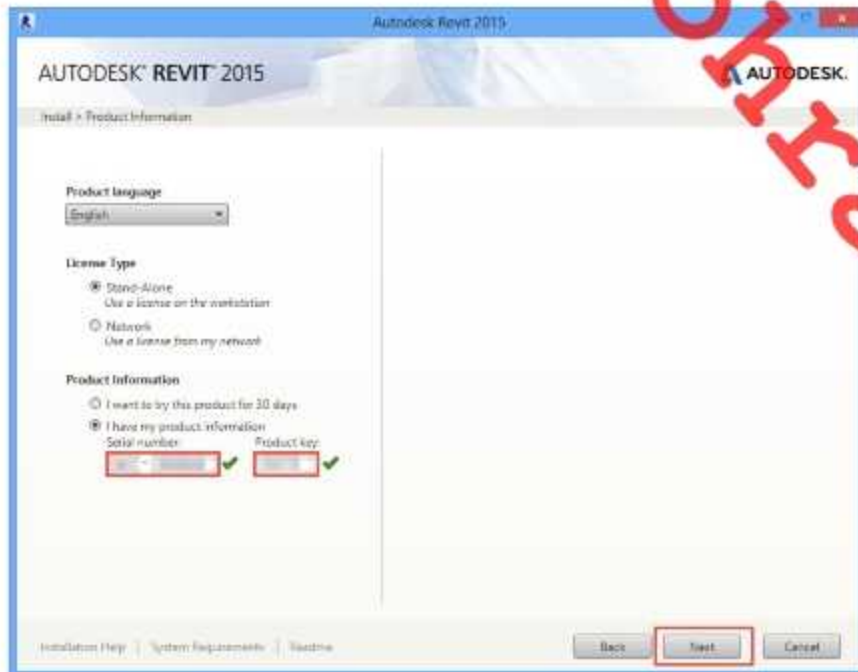 Autodesk Revit 2015
AUTODESK® REVIT® 2015
AUTODESK.
Install > Product Information
Product language
English
License Type
Stand-Alone
Use a license on the workstation
Network
Use a license from my network
Product Information
I want to try this product for 30 days
I have my product information
Serial number: Product key:
Installation Help | System Requirements | Readme
Back Next Cancel